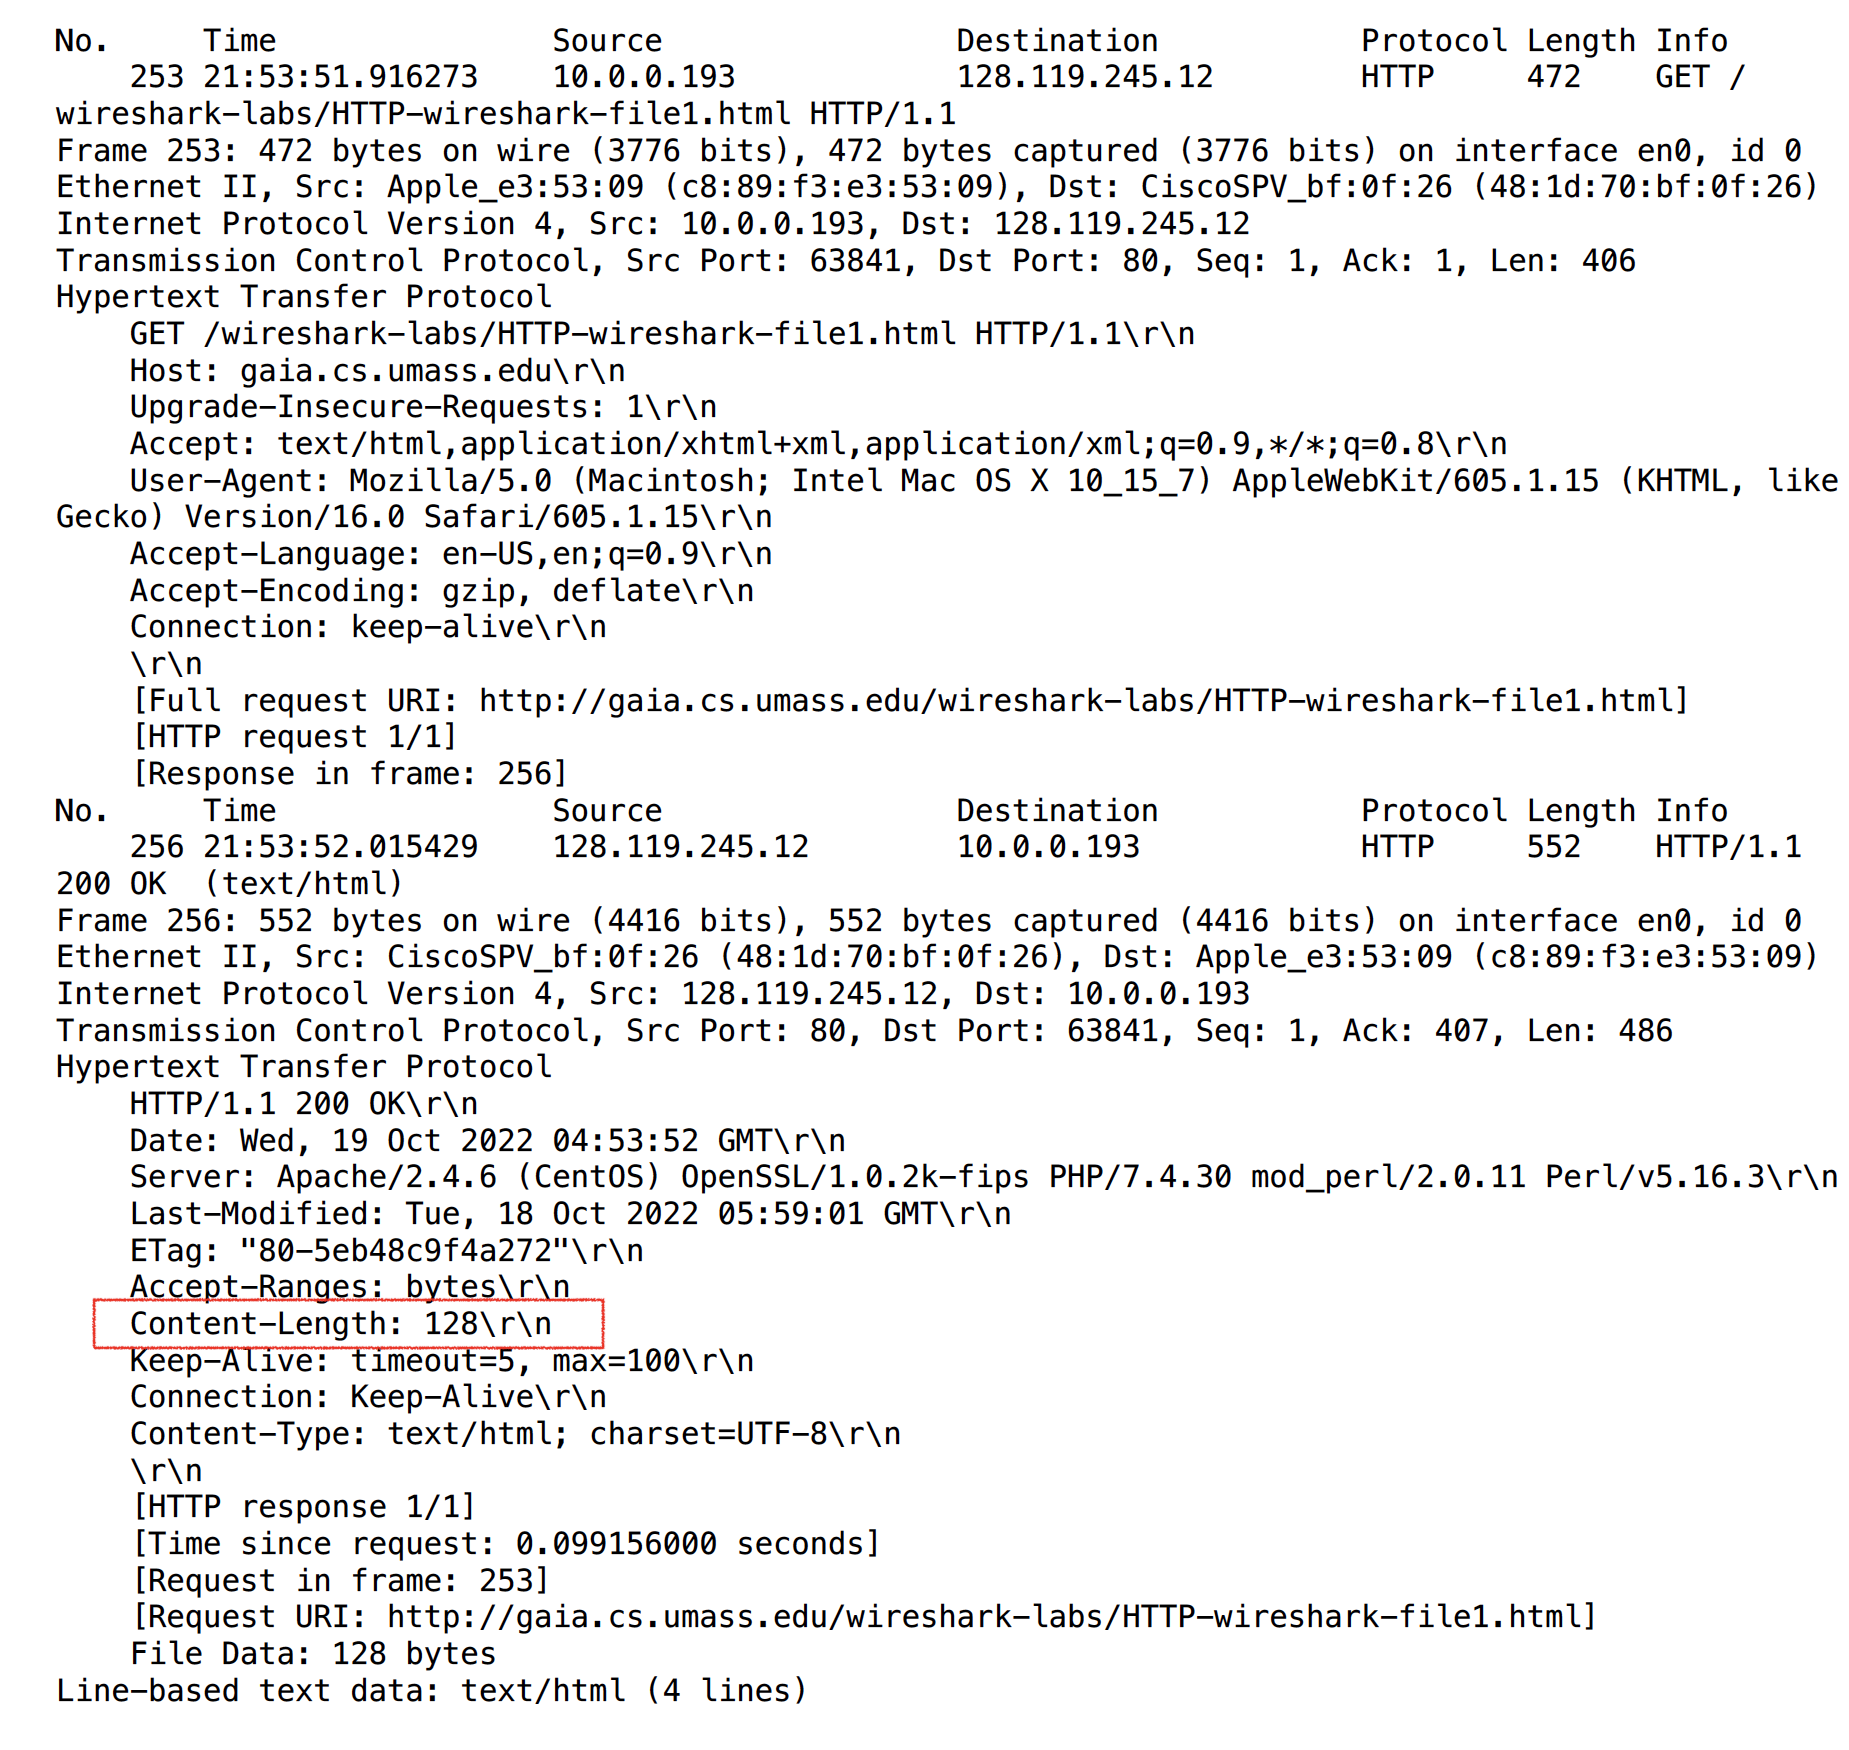 No.     Time               Source                Destination           Protocol Length Info
    253 21:53:51.916273    10.0.0.193            128.119.245.12        HTTP     472    GET /
wireshark-labs/HTTP-wireshark-file1.html HTTP/1.1
Frame 253: 472 bytes on wire (3776 bits), 472 bytes captured (3776 bits) on interface en0, id 0
Ethernet II, Src: Apple_e3:53:09 (c8:89:f3:e3:53:09), Dst: CiscoSPV_bf:0f:26 (48:1d:70:bf:0f:26)
Internet Protocol Version 4, Src: 10.0.0.193, Dst: 128.119.245.12
Transmission Control Protocol, Src Port: 63841, Dst Port: 80, Seq: 1, Ack: 1, Len: 406
Hypertext Transfer Protocol
    GET /wireshark-labs/HTTP-wireshark-file1.html HTTP/1.1\r\n
    Host: gaia.cs.umass.edu\r\n
    Upgrade-Insecure-Requests: 1\r\n
    Accept: text/html,application/xhtml+xml,application/xml;q=0.9,*/*;q=0.8\r\n
    User-Agent: Mozilla/5.0 (Macintosh; Intel Mac OS X 10_15_7) AppleWebKit/605.1.15 (KHTML, like
Gecko) Version/16.0 Safari/605.1.15\r\n
    Accept-Language: en-US,en;q=0.9\r\n
    Accept-Encoding: gzip, deflate\r\n
    Connection: keep-alive\r\n
    \r\n
    [Full request URI: http://gaia.cs.umass.edu/wireshark-labs/HTTP-wireshark-file1.html]
    [HTTP request 1/1]
    [Response in frame: 256]
No.     Time               Source                Destination           Protocol Length Info
    256 21:53:52.015429    128.119.245.12        10.0.0.193            HTTP     552    HTTP/1.1
200 OK  (text/html)
Frame 256: 552 bytes on wire (4416 bits), 552 bytes captured (4416 bits) on interface en0, id 0
Ethernet II, Src: CiscoSPV_bf:0f:26 (48:1d:70:bf:0f:26), Dst: Apple_e3:53:09 (c8:89:f3:e3:53:09)
Internet Protocol Version 4, Src: 128.119.245.12, Dst: 10.0.0.193
Transmission Control Protocol, Src Port: 80, Dst Port: 63841, Seq: 1, Ack: 407, Len: 486
Hypertext Transfer Protocol
    HTTP/1.1 200 OK\r\n
    Date: Wed, 19 Oct 2022 04:53:52 GMT\r\n
    Server: Apache/2.4.6 (CentOS) OpenSSL/1.0.2k-fips PHP/7.4.30 mod_perl/2.0.11 Perl/v5.16.3\r\n
    Last-Modified: Tue, 18 Oct 2022 05:59:01 GMT\r\n
    ETag: "80-5eb48c9f4a272"\r\n
    Accept-Ranges: bytes\r\n
    Content-Length: 128\r\n
    Keep-Alive: timeout=5, max=100\r\n
    Connection: Keep-Alive\r\n
    Content-Type: text/html; charset=UTF-8\r\n
    \r\n
    [HTTP response 1/1]
    [Time since request: 0.099156000 seconds]
    [Request in frame: 253]
    [Request URI: http://gaia.cs.umass.edu/wireshark-labs/HTTP-wireshark-file1.html]
    File Data: 128 bytes
Line-based text data: text/html (4 lines)